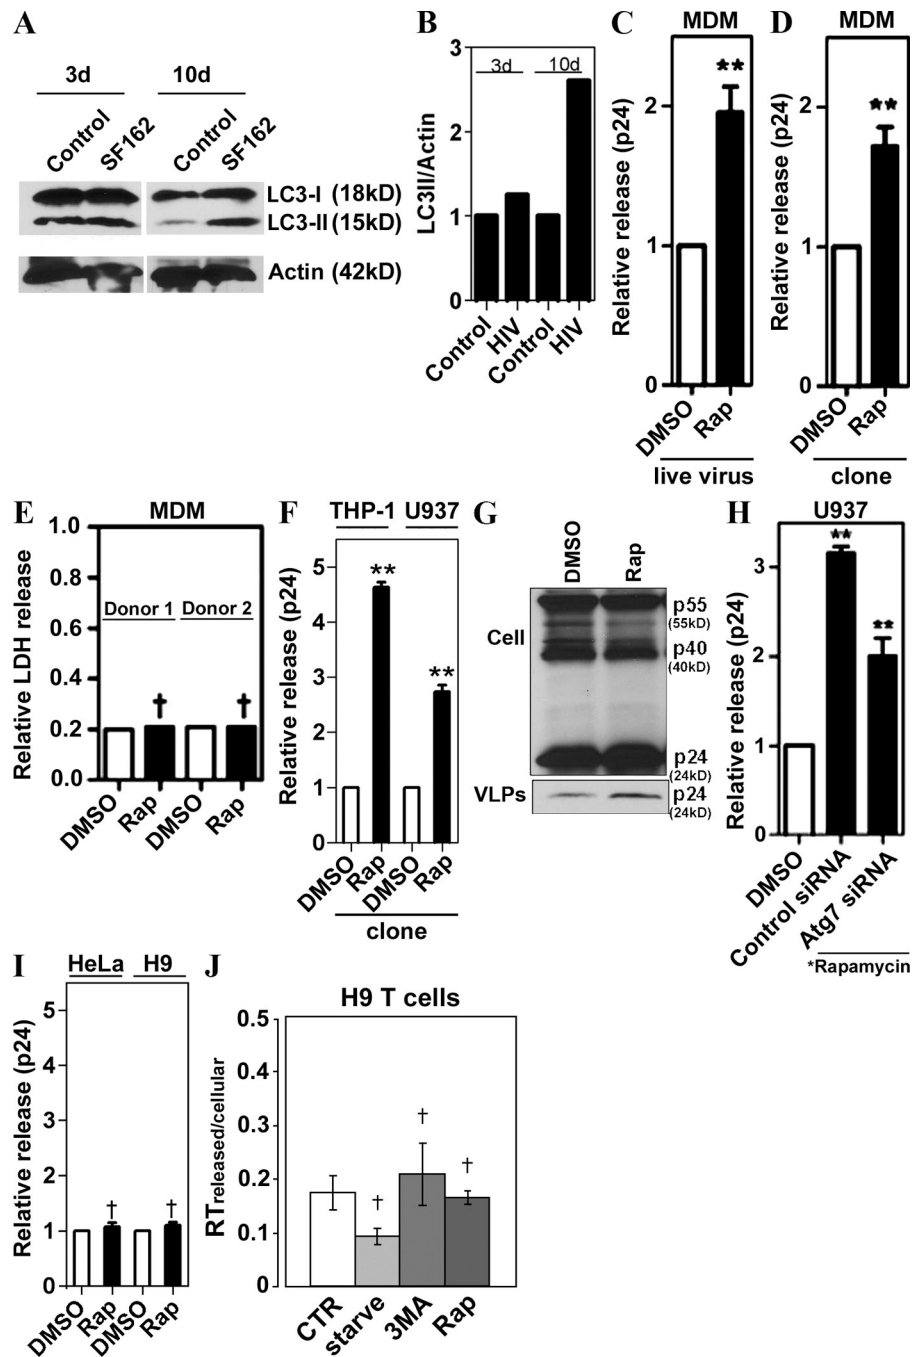 A
3d 10d
Control SF162 Control SF162
LC3-I (18kD)
LC3-II (15kD)
Actin (42kD)
B
LC3II/Actin
3
2
1
0
3d 10d
Control HIV Control HIV
C
MDM
Relative release (p24)
2
1
0
**
DMSO Rap
live virus
D
MDM
Relative release (p24)
2
1
0
**
DMSO Rap
clone
E
MDM
Relative LDH release
1.0
0.8
0.6
0.4
0.2
0.0
Donor 1 Donor 2
† †
DMSO Rap DMSO Rap
F
THP-1 U937
Relative release (p24)
5
4
3
2
1
0
** **
DMSO Rap DMSO Rap
clone
G
DMSO Rap
Cell
p55
(55kD)
p40
(40kD)
p24
(24kD)
VLPs
p24
(24kD)
H
U937
Relative release (p24)
3
2
1
0
** **
DMSO Control siRNA Atg7 siRNA
*Rapamycin
I
HeLa H9
Relative release (p24)
5
4
3
2
1
0
† †
DMSO Rap DMSO Rap
J
H9 T cells
RTreleased/cellular
0.5
0.4
0.3
0.2
0.1
0
† † †
CTR starve 3MA Rap